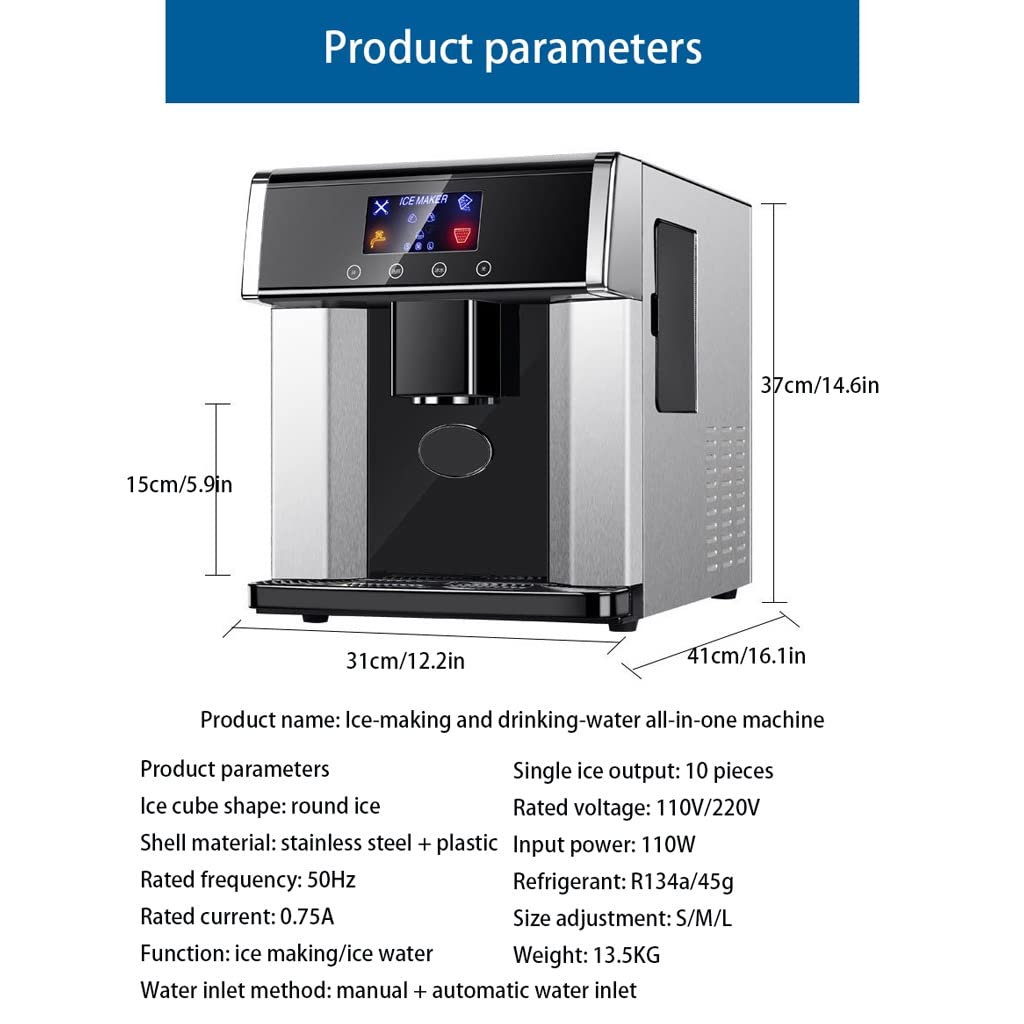 Product parameters
ICE MAKER
S M L
37cm/14.6in
15cm/5.9in
31cm/12.2in
41cm/16.1in
Product name: Ice-making and drinking-water all-in-one machine
Product parameters
Single ice output: 10 pieces
Ice cube shape: round ice
Rated voltage: 110V/220V
Shell material: stainless steel + plastic
Input power: 110W
Rated frequency: 50Hz
Refrigerant: R134a/45g
Rated current: 0.75A
Size adjustment: S/M/L
Function: ice making/ice water
Weight: 13.5KG
Water inlet method: manual + automatic water inlet